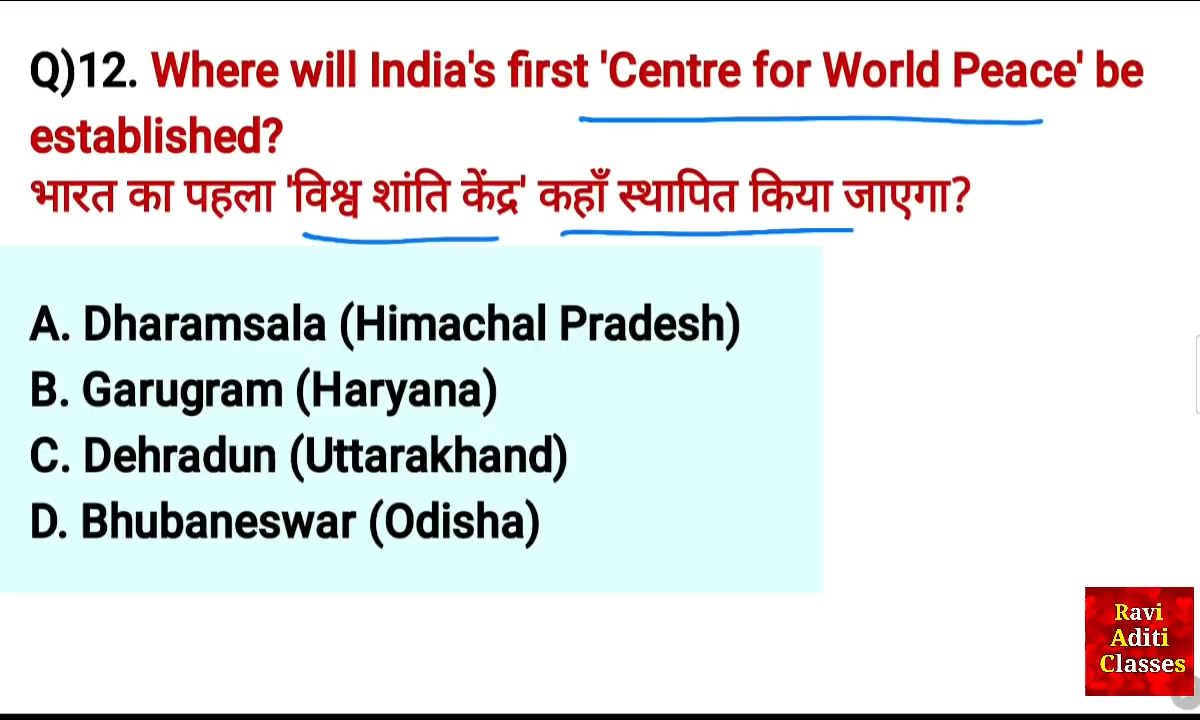 Q)12. Where will India's first 'Centre for World Peace' be
established?
भारत का पहला 'विश्व शांति केंद्र' कहाँ स्थापित किया जाएगा?
A. Dharamsala (Himachal Pradesh)
B. Garugram (Haryana)
C. Dehradun (Uttarakhand)
D. Bhubaneswar (Odisha)
Ravi
Aditi
Classes